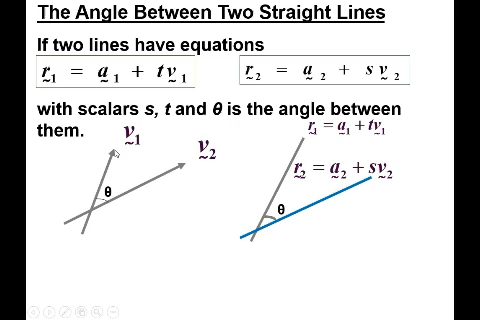 The Angle Between Two Straight Lines
If two lines have equations
r₁ = a₁ + tv₁
r₂ = a₂ + sv₂
with scalars s, t and θ is the angle between
them.
r₁ = a₁ + tv₁
v₁
v₂
r₂ = a₂ + sv₂
θ
θ